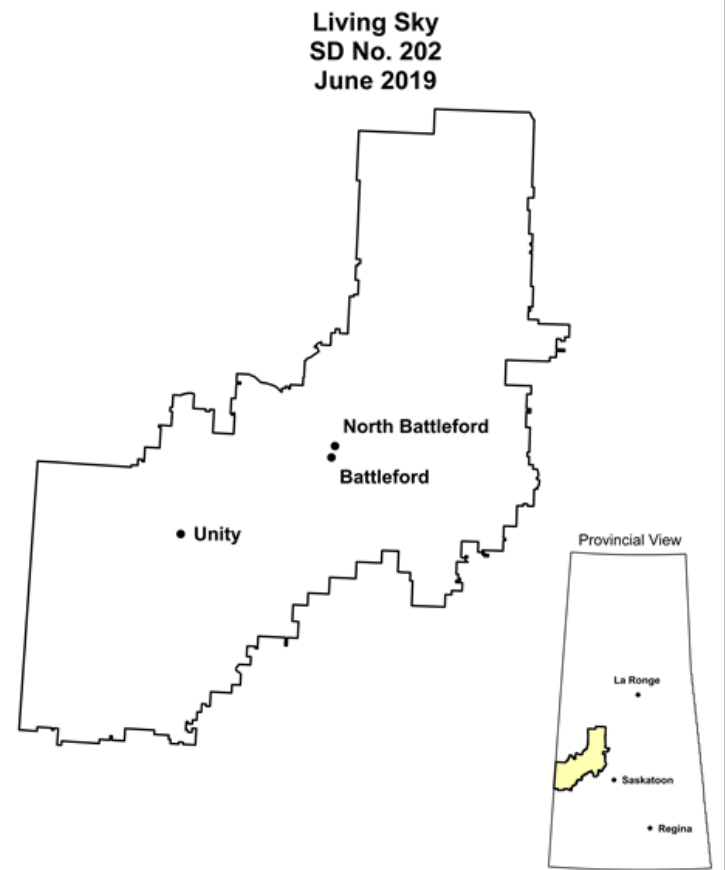 Living Sky
SD No. 202
June 2019
North Battleford
Battleford
Unity
Provincial View
La Ronge
Saskatoon
Regina